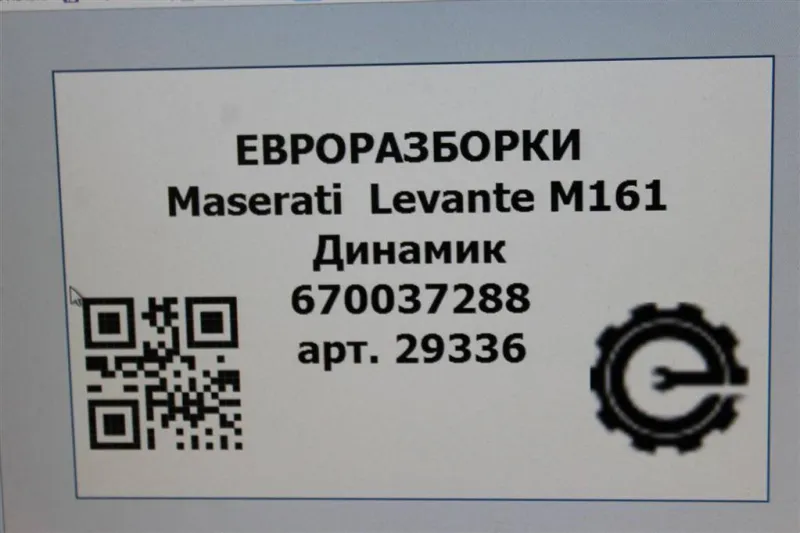 ЕВРОРАЗБОРКИ
Maserati Levante M161
Динамик
670037288
арт. 29336